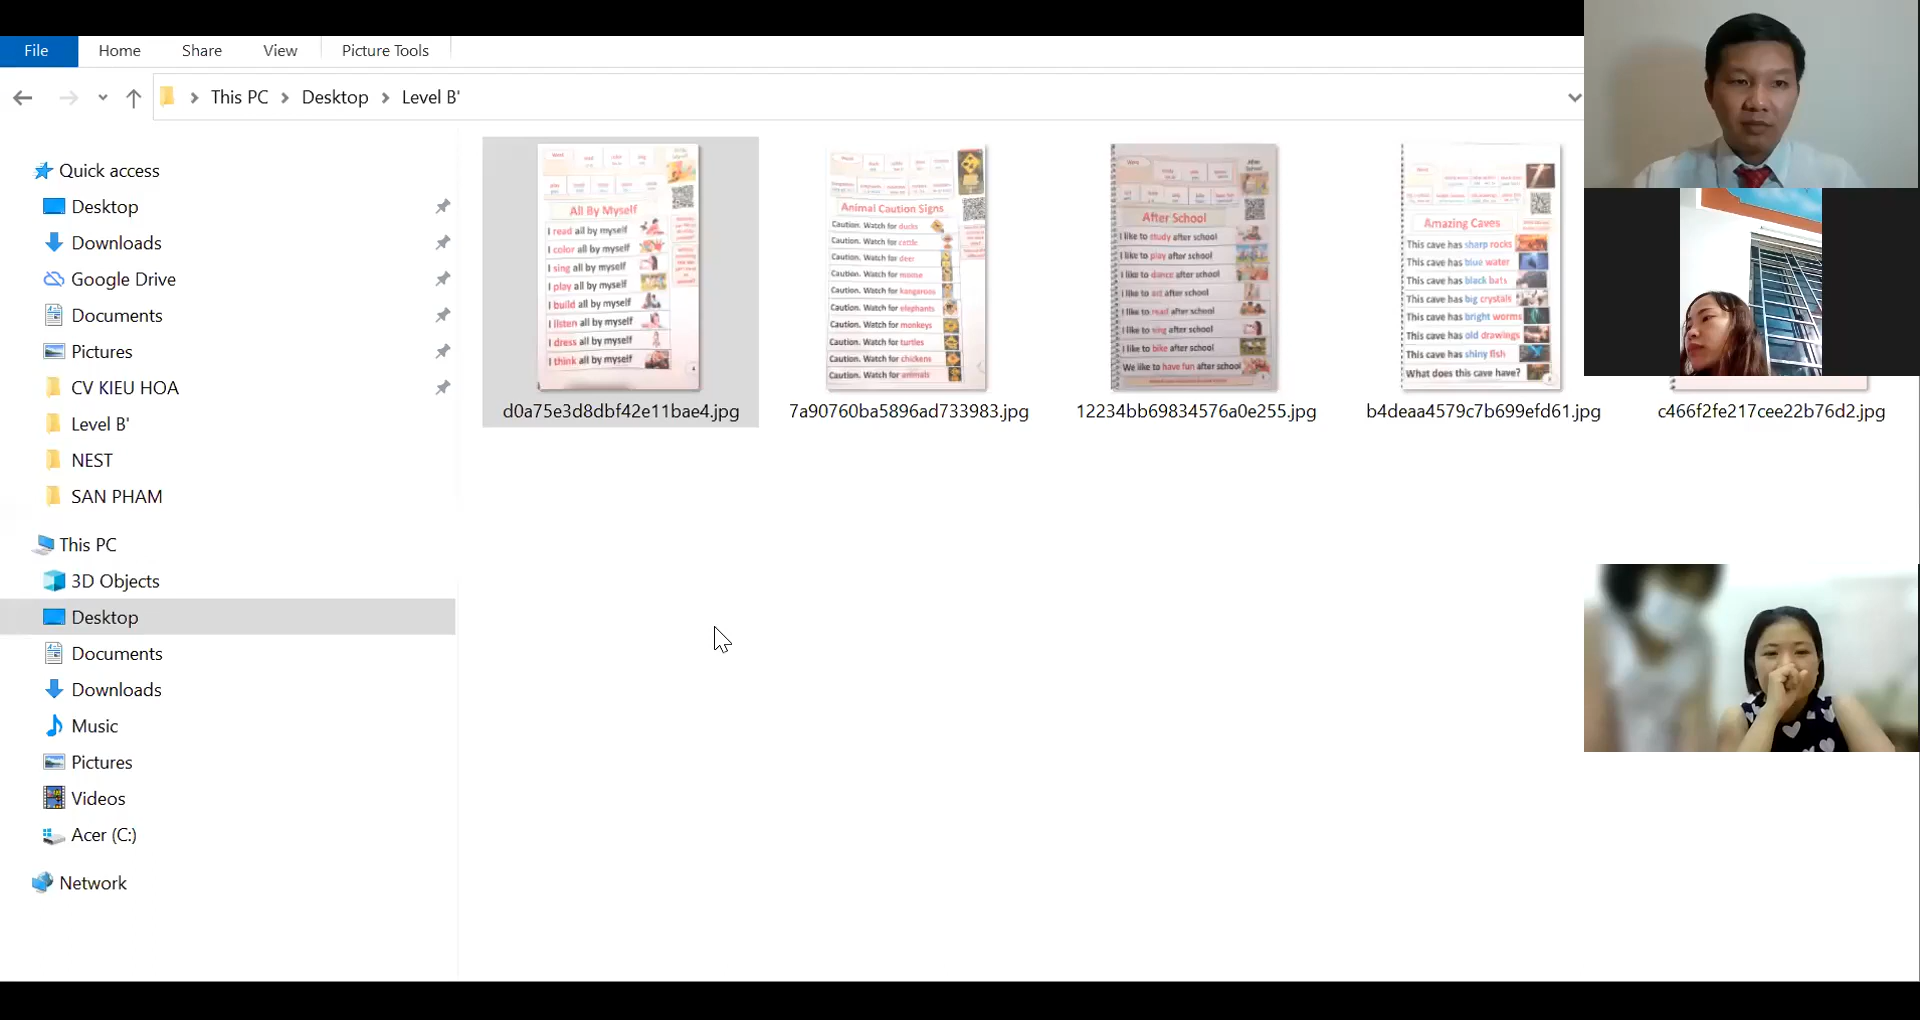 File
Home
Share
View
Picture Tools
This PC
Desktop
Level B'
Quick access
Desktop
Downloads
Google Drive
Documents
Pictures
CV KIEU HOA
Level B'
NEST
SAN PHAM
This PC
3D Objects
Desktop
Documents
Downloads
Music
Pictures
Videos
Acer (C:)
Network
All By Myself
I read all by myself
I color all by myself
I sing all by myself
I play all by myself
I build all by myself
I listen all by myself
I dress all by myself
I think all by myself
d0a75e3d8dbf42e11bae4.jpg
Animal Caution Signs
Caution. Watch for ducks
Caution. Watch for cattle
Caution. Watch for deer
Caution. Watch for moose
Caution. Watch for kangaroos
Caution. Watch for elephants
Caution. Watch for monkeys
Caution. Watch for turtles
Caution. Watch for chickens
Caution. Watch for animals
7a90760ba5896ad733983.jpg
After School
I like to study after school
I like to play after school
I like to dance after school
I like to art after school
I like to read after school
I like to sing after school
I like to bike after school
We like to have fun after school
12234bb69834576a0e255.jpg
Amazing Caves
This cave has sharp rocks
This cave has blue water
This cave has black bats
This cave has big crystals
This cave has bright worms
This cave has old drawings
This cave has shiny fish
What does this cave have?
b4deaa4579c7b699efd61.jpg
c466f2fe217cee22b76d2.jpg